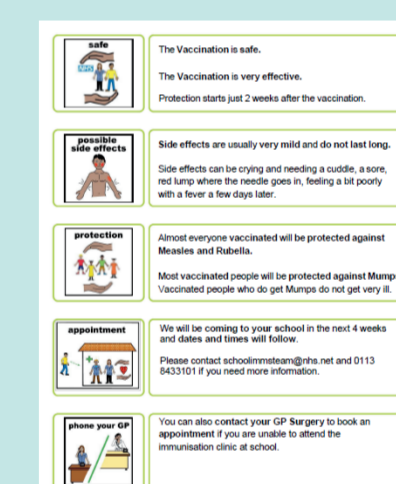 safe
NHS
The Vaccination is safe.
The Vaccination is very effective.
Protection starts just 2 weeks after the vaccination.
possible
side effects
Side effects are usually very mild and do not last long.
Side effects can be crying and needing a cuddle, a sore,
red lump where the needle goes in, feeling a bit poorly
with a fever a few days later.
protection
Almost everyone vaccinated will be protected against
Measles and Rubella.
Most vaccinated people will be protected against Mump
Vaccinated people who do get Mumps do not get very ill.
appointment
We will be coming to your school in the next 4 weeks
and dates and times will follow.
Please contact schoolimmsteam@nhs.net and 0113
8433101 if you need more information.
phone your GP
You can also contact your GP Surgery to book an
appointment if you are unable to attend the
immunisation clinic at school.